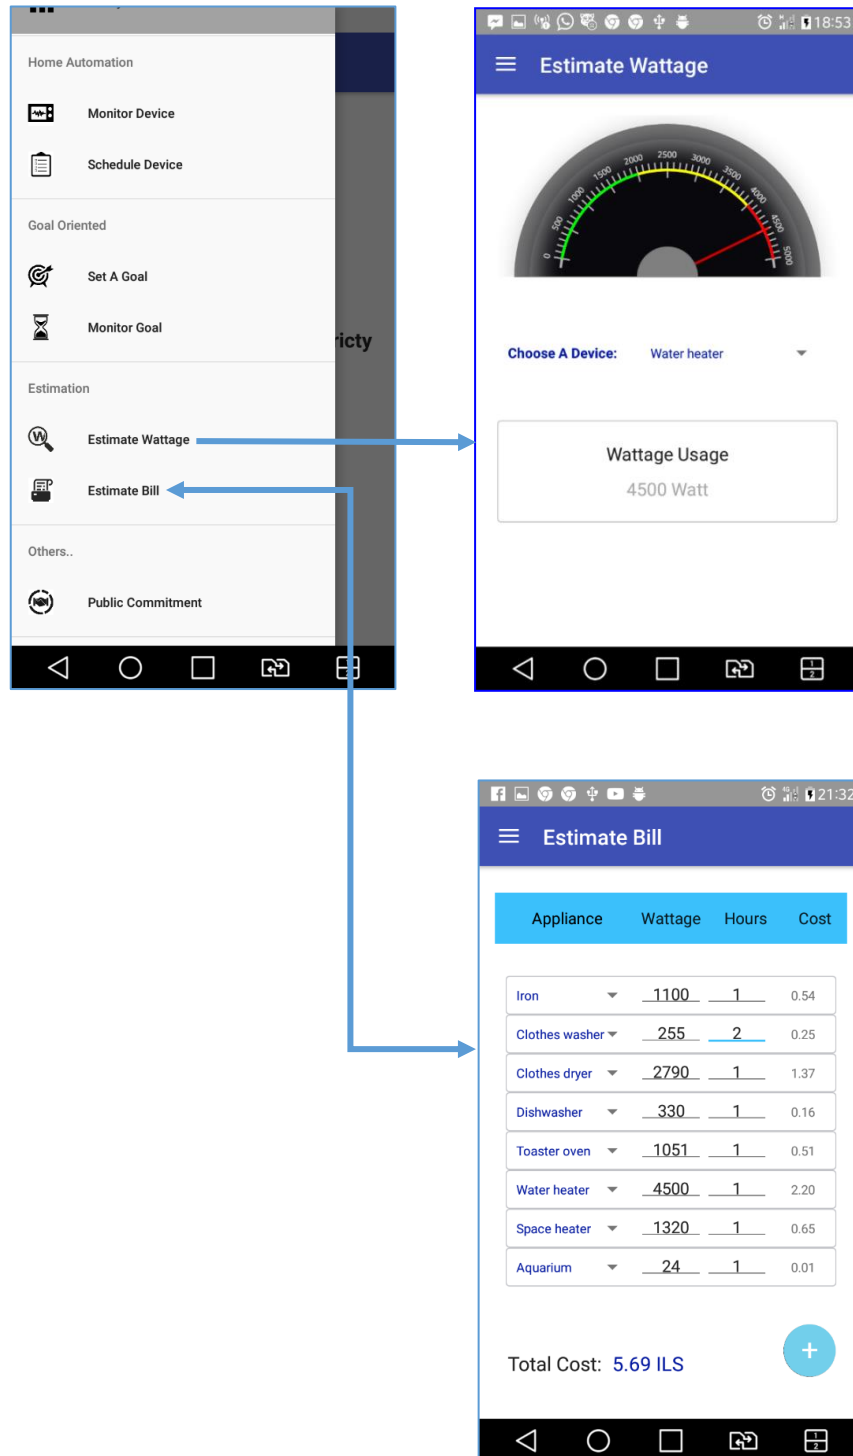 Home Automation
Monitor Device
Schedule Device
Goal Oriented
Set A Goal
Monitor Goal
ricty
Estimation
Estimate Wattage
Estimate Bill
Others..
Public Commitment
18:53
Estimate Wattage
0 500 1000 1500 2000 2500 3000 3500 4000 4500 5000
Choose A Device: Water heater
Wattage Usage
4500 Watt
21:32
Estimate Bill
Appliance Wattage Hours Cost
Iron 1100 1 0.54
Clothes washer 255 2 0.25
Clothes dryer 2790 1 1.37
Dishwasher 330 1 0.16
Toaster oven 1051 1 0.51
Water heater 4500 1 2.20
Space heater 1320 1 0.65
Aquarium 24 1 0.01
+
Total Cost: 5.69 ILS